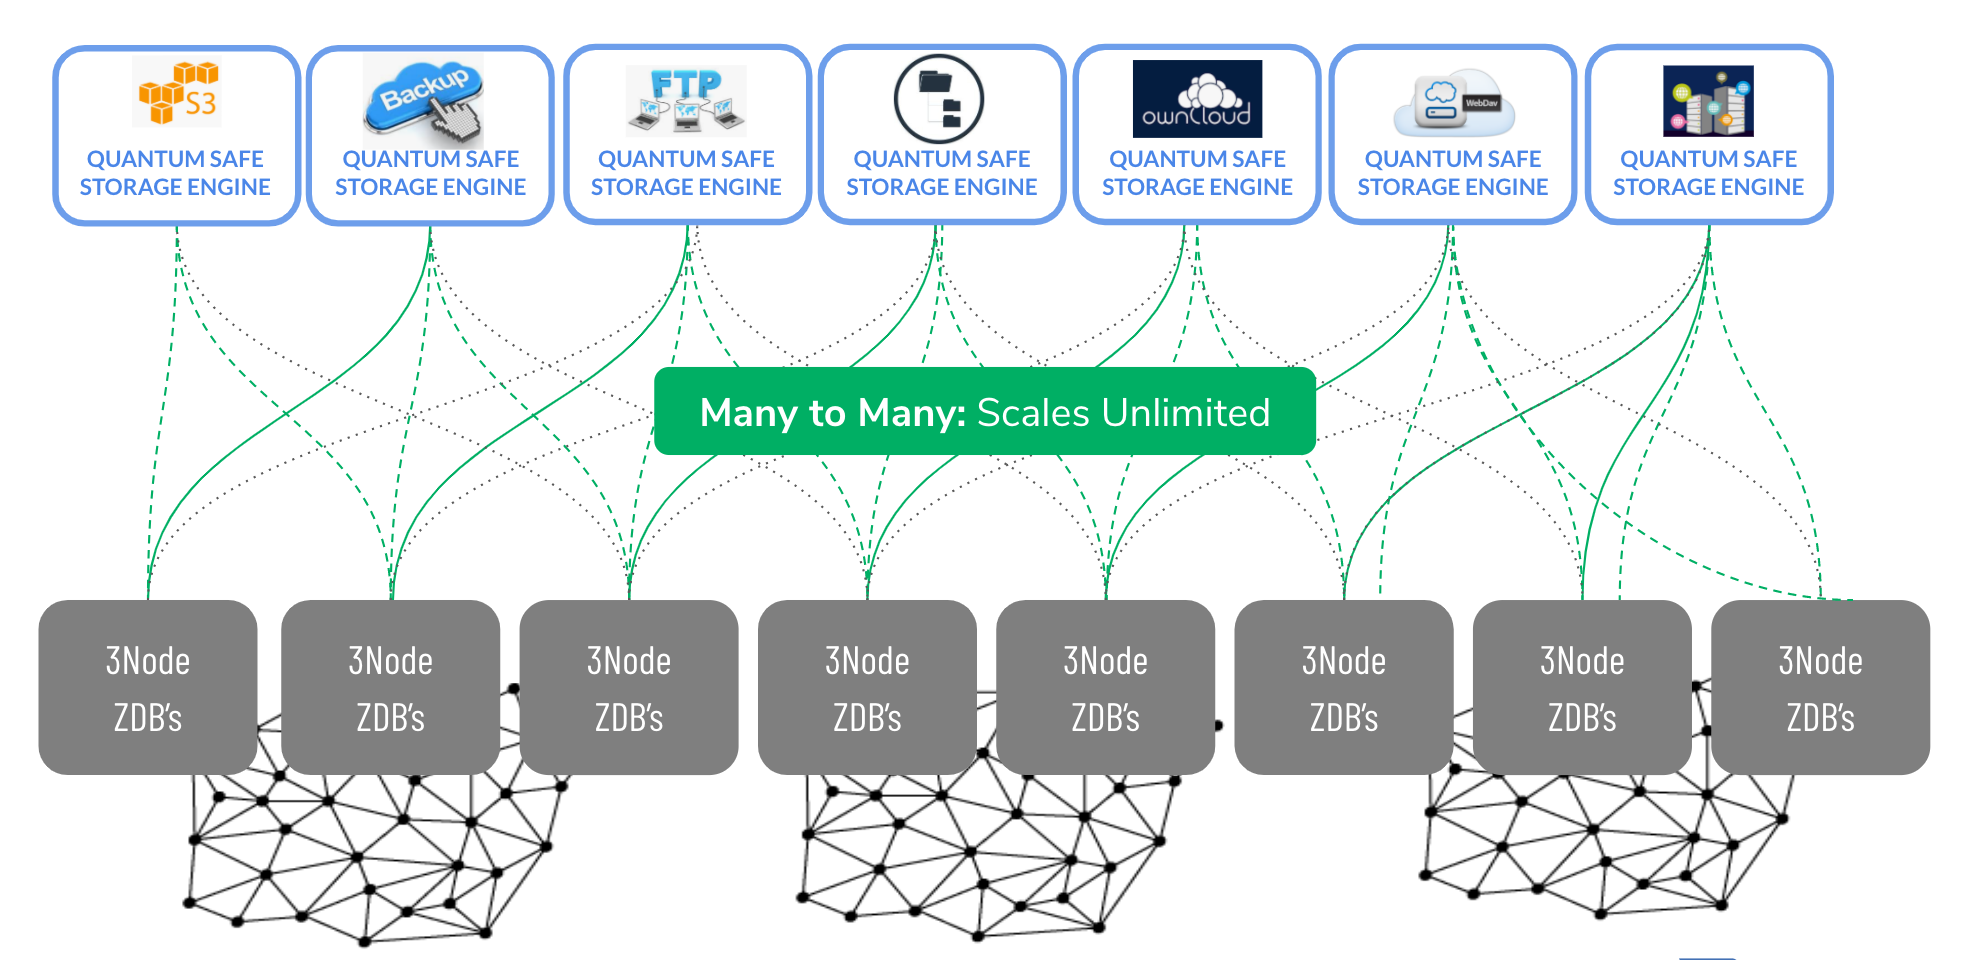 S3
Backup
FTP
ownCloud
WebDav
QUANTUM SAFE
STORAGE ENGINE
QUANTUM SAFE
STORAGE ENGINE
QUANTUM SAFE
STORAGE ENGINE
QUANTUM SAFE
STORAGE ENGINE
QUANTUM SAFE
STORAGE ENGINE
QUANTUM SAFE
STORAGE ENGINE
QUANTUM SAFE
STORAGE ENGINE
Many to Many: Scales Unlimited
3Node
ZDB's
3Node
ZDB's
3Node
ZDB's
3Node
ZDB's
3Node
ZDB's
3Node
ZDB's
3Node
ZDB's
3Node
ZDB's